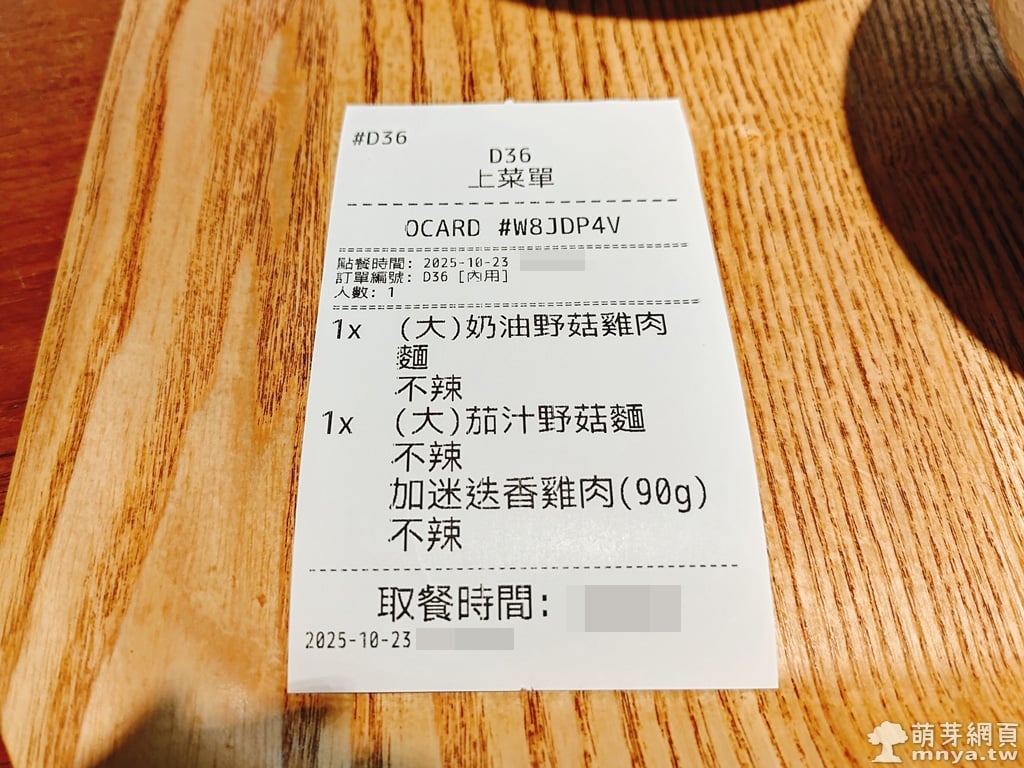 #D36
D36
上菜單
OCARD #W8JDP4V
點餐時間: 2025-10-23
訂單編號: D36 [內用]
人數: 1
1x (大)奶油野菇雞肉
麵
不辣
1x (大)茄汁野菇麵
不辣
加迷迭香雞肉(90g)
不辣
取餐時間:
2025-10-23
萌芽網頁
mnya.tw